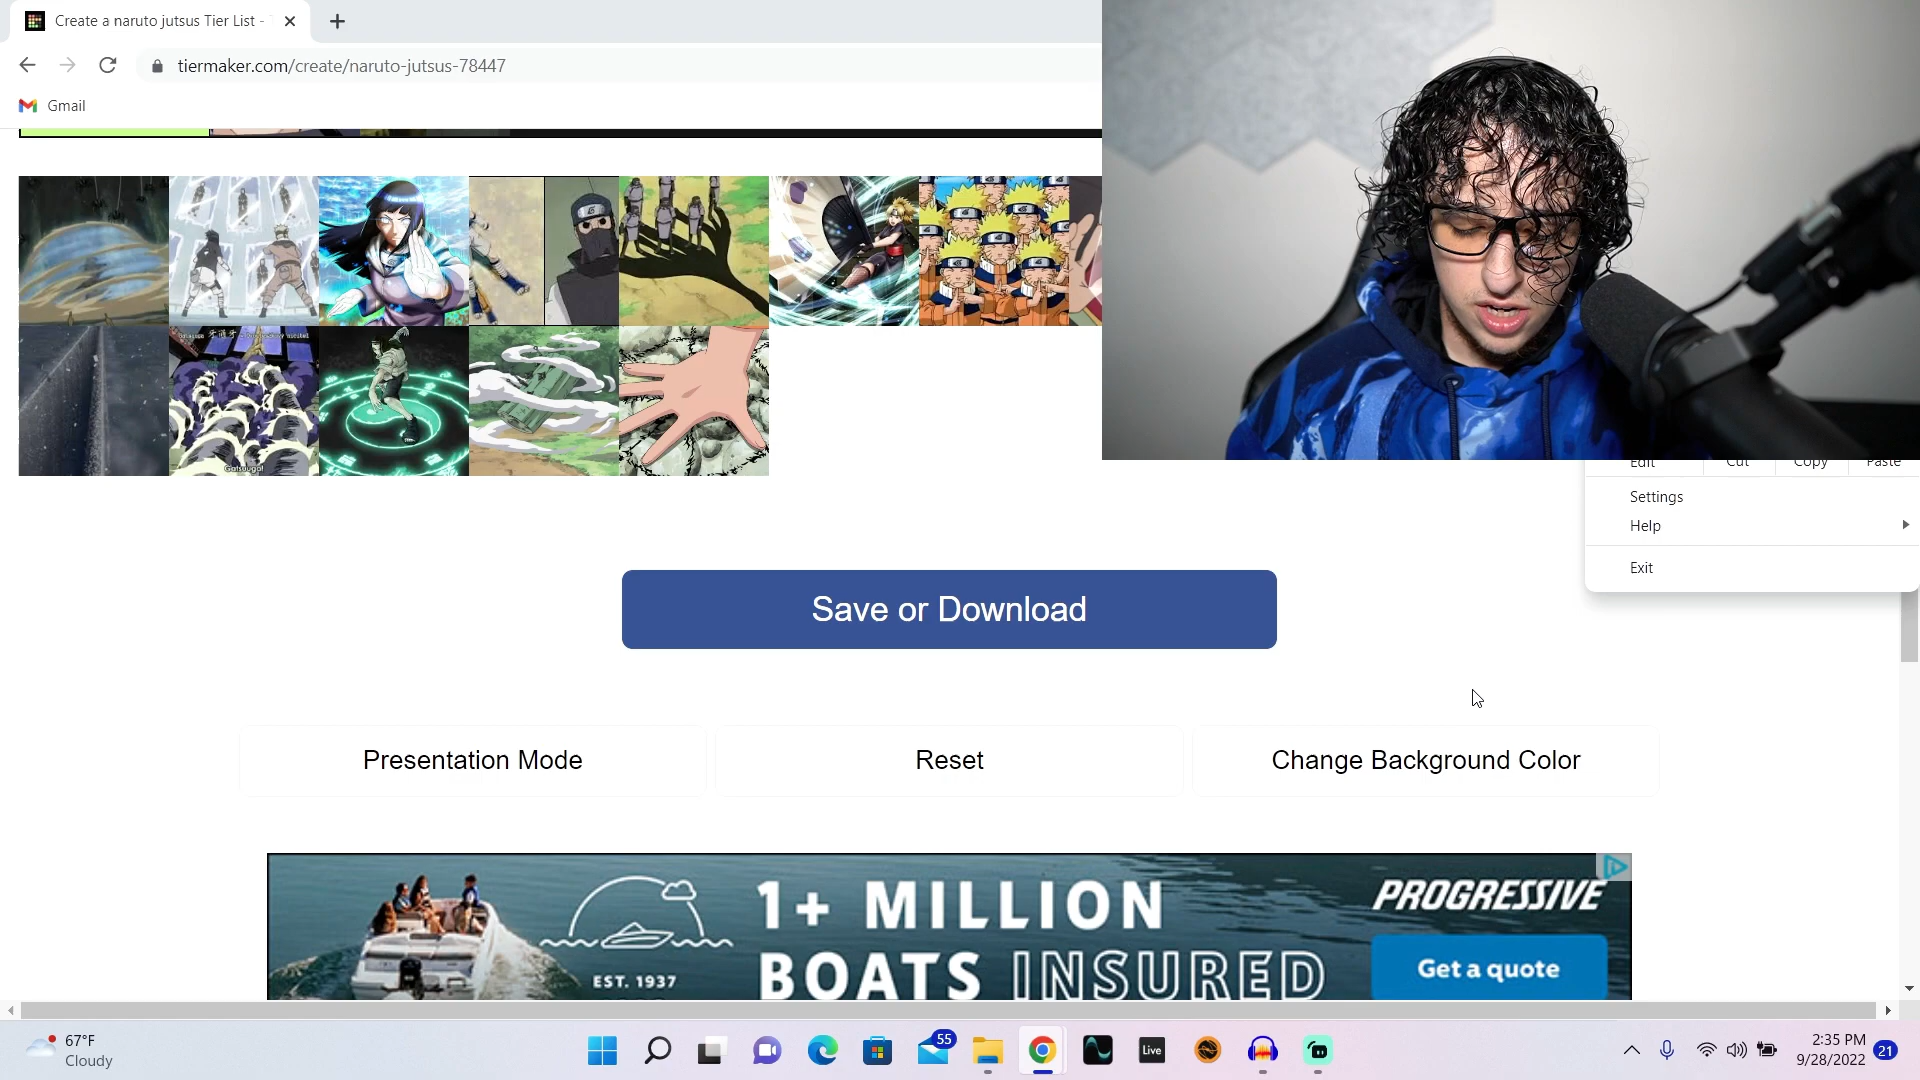 Create a naruto jutsus Tier List -
tiermaker.com/create/naruto-jutsus-78447
Gmail
Gatsuuga!
Edit Cut Copy Paste
Settings
Help
Exit
Save or Download
Presentation Mode
Reset
Change Background Color
EST. 1937
1+ MILLION
BOATS INSURED
PROGRESSIVE
Get a quote
67°F
Cloudy
55
Live
2:35 PM
9/28/2022
21